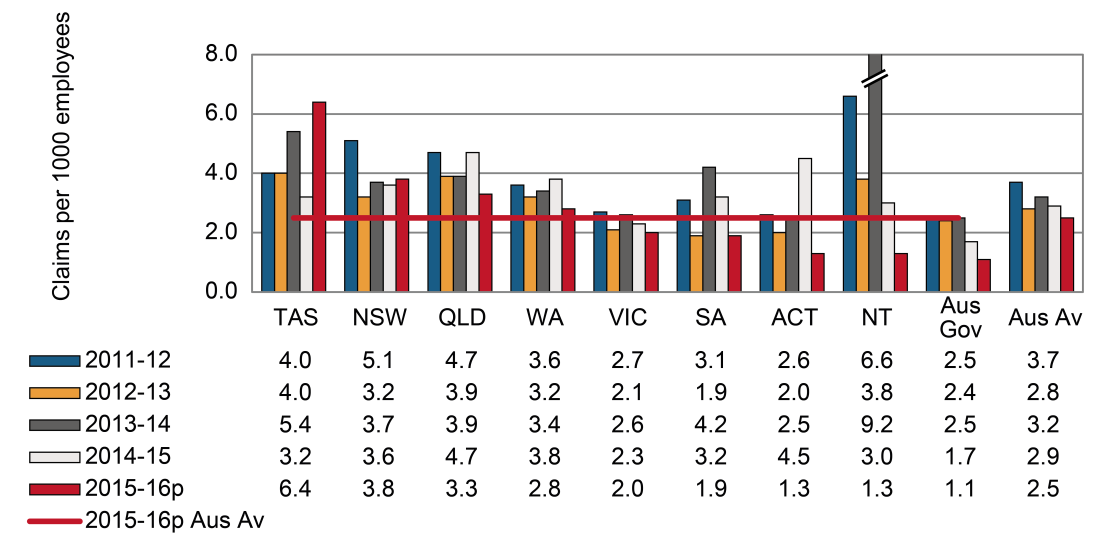 Claims per 1000 employees
8.0
6.0
4.0
2.0
0.0
TAS NSW QLD WA VIC SA ACT NT Aus Gov Aus Av
2011-12 4.0 5.1 4.7 3.6 2.7 3.1 2.6 6.6 2.5 3.7
2012-13 4.0 3.2 3.9 3.2 2.1 1.9 2.0 3.8 2.4 2.8
2013-14 5.4 3.7 3.9 3.4 2.6 4.2 2.5 9.2 2.5 3.2
2014-15 3.2 3.6 4.7 3.8 2.3 3.2 4.5 3.0 1.7 2.9
2015-16p 6.4 3.8 3.3 2.8 2.0 1.9 1.3 1.3 1.1 2.5
2015-16p Aus Av